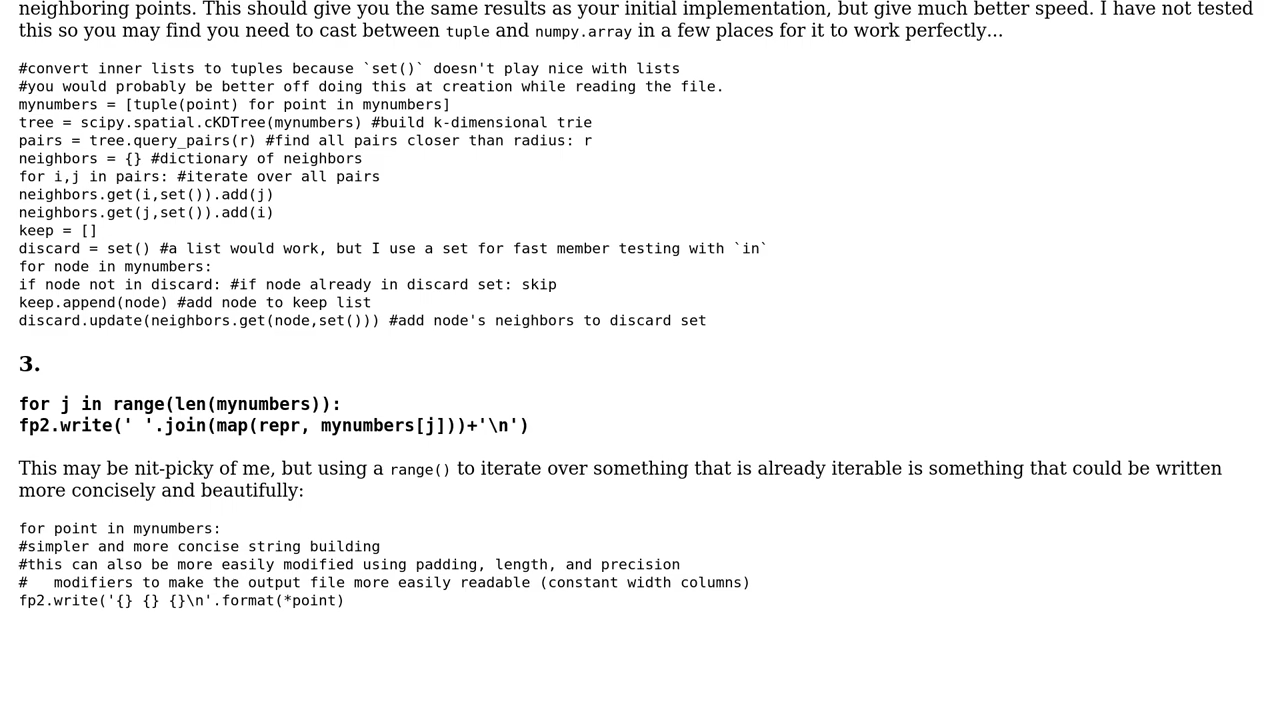 neighboring points. This should give you the same results as your initial implementation, but give much better speed. I have not tested
this so you may find you need to cast between tuple and numpy.array in a few places for it to work perfectly...
#convert inner lists to tuples because `set()` doesn't play nice with lists
#you would probably be better off doing this at creation while reading the file.
mynumbers = [tuple(point) for point in mynumbers]
tree = scipy.spatial.cKDTree(mynumbers) #build k-dimensional trie
pairs = tree.query_pairs(r) #find all pairs closer than radius: r
neighbors = {} #dictionary of neighbors
for i,j in pairs: #iterate over all pairs
neighbors.get(i,set()).add(j)
neighbors.get(j,set()).add(i)
keep = []
discard = set() #a list would work, but I use a set for fast member testing with `in`
for node in mynumbers:
if node not in discard: #if node already in discard set: skip
keep.append(node) #add node to keep list
discard.update(neighbors.get(node,set())) #add node's neighbors to discard set
3.
for j in range(len(mynumbers)):
fp2.write(' '.join(map(repr, mynumbers[j]))+'\n')
This may be nit-picky of me, but using a range() to iterate over something that is already iterable is something that could be written
more concisely and beautifully:
for point in mynumbers:
#simpler and more concise string building
#this can also be more easily modified using padding, length, and precision
#   modifiers to make the output file more easily readable (constant width columns)
fp2.write('{} {} {}\n'.format(*point)